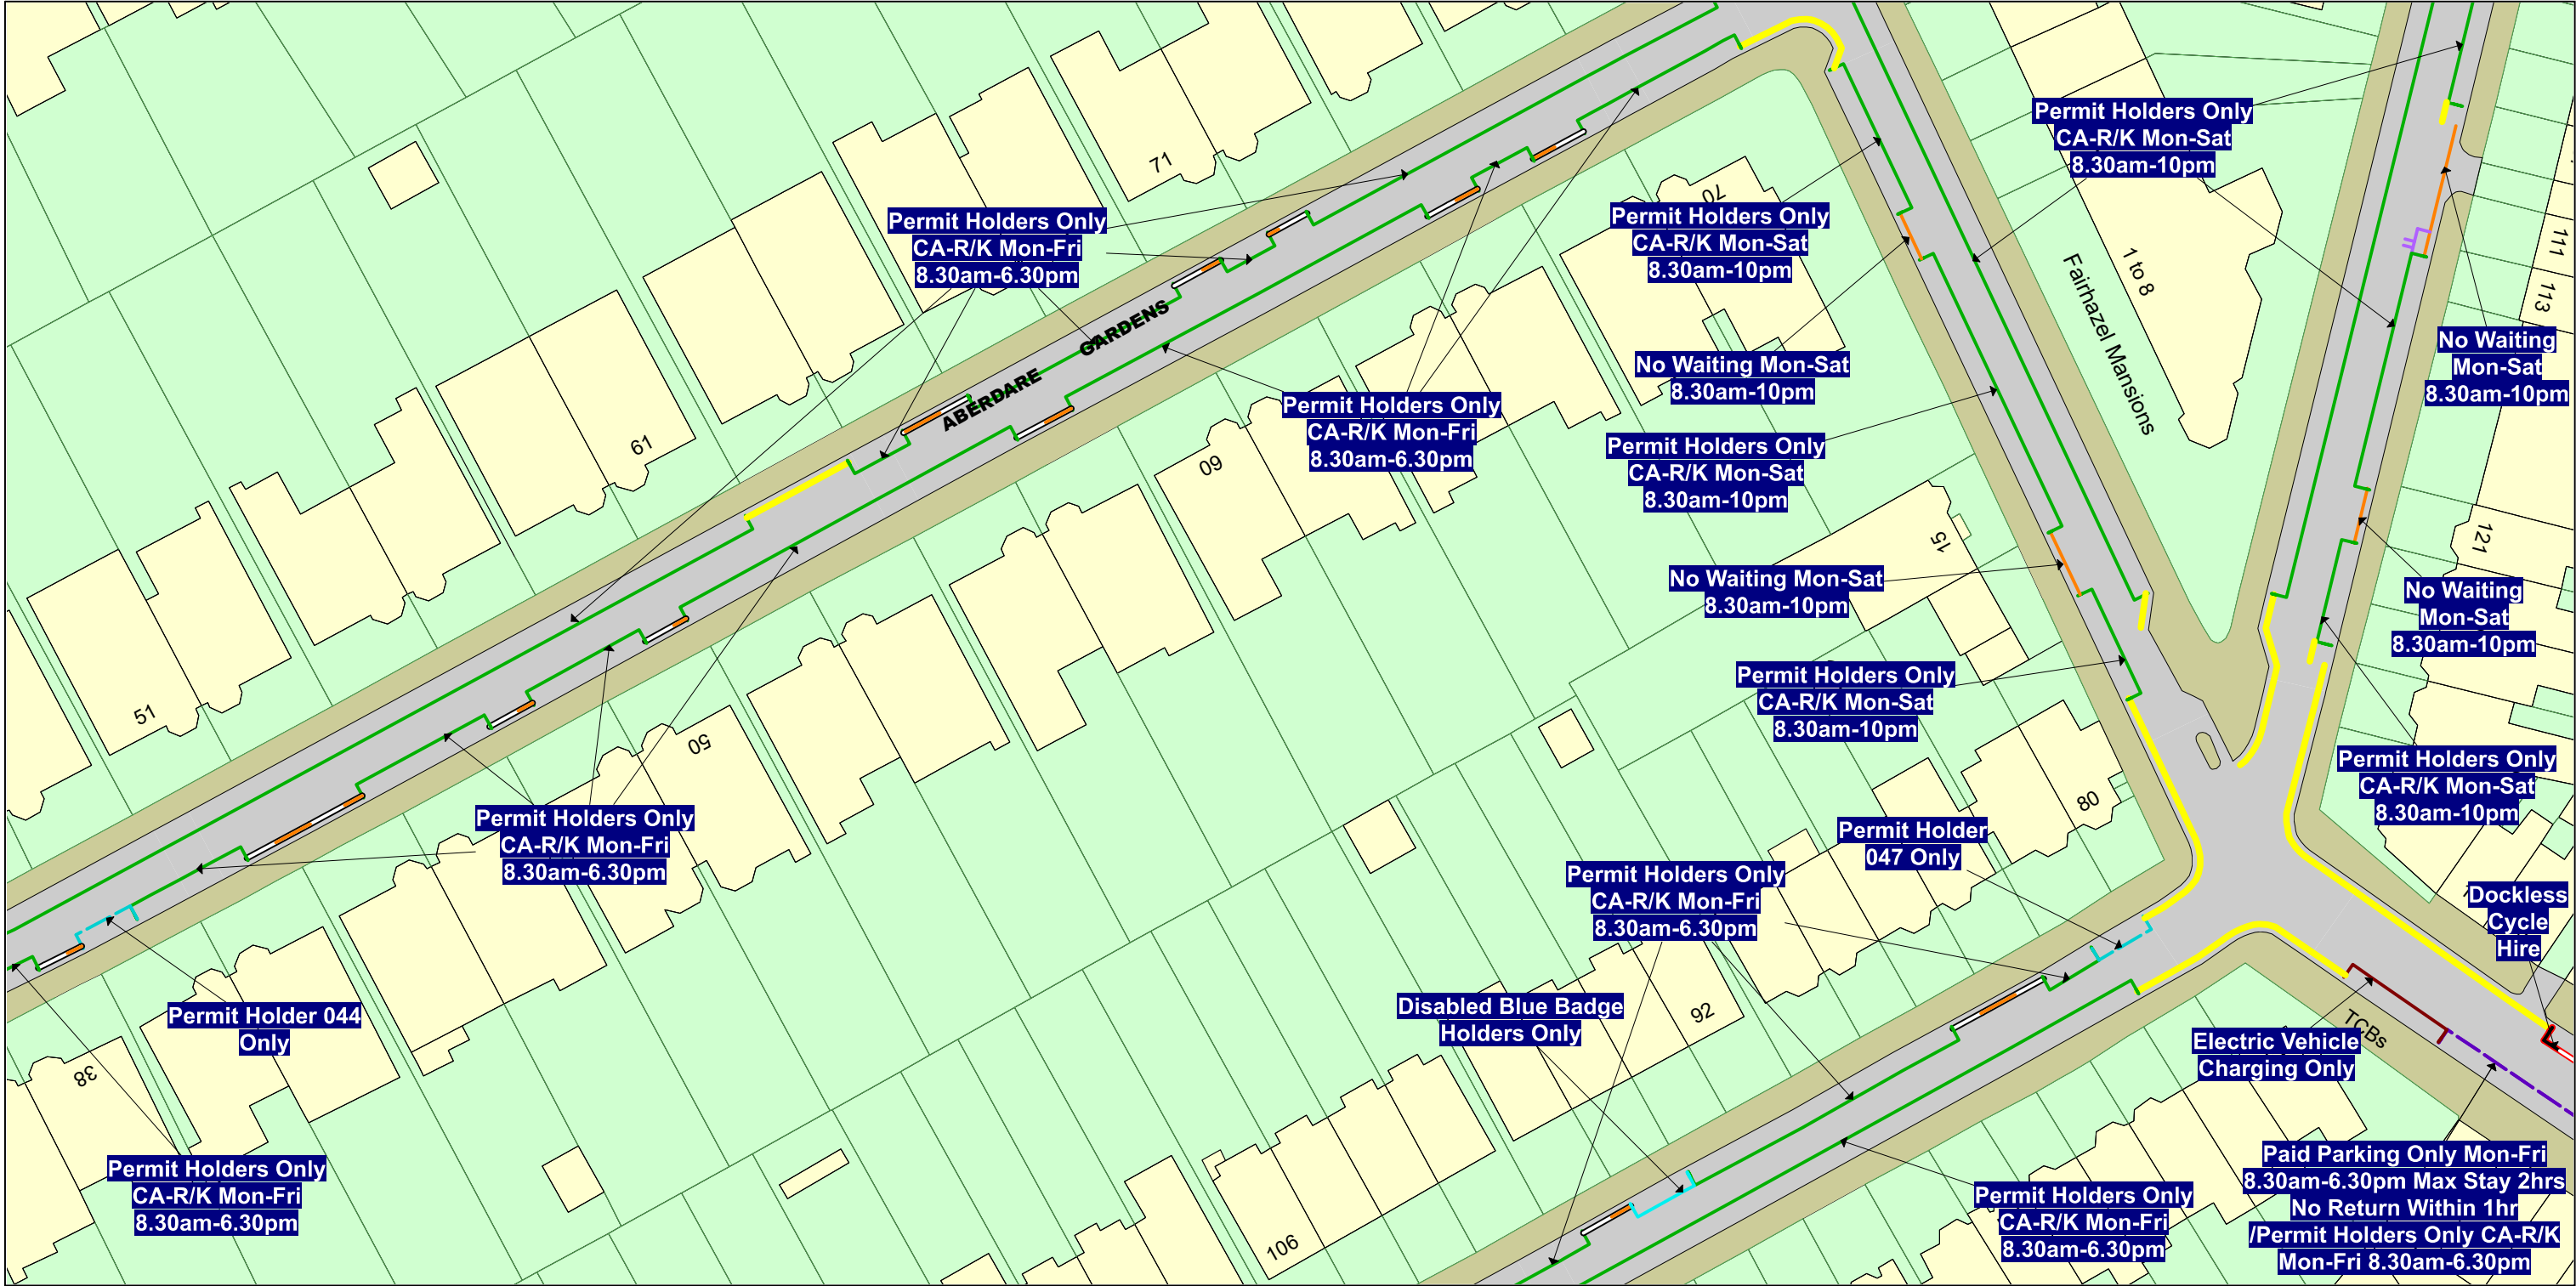 Permit Holders Only
CA-R/K Mon-Sat
8.30am-10pm
71
Permit Holders Only
CA-R/K Mon-Fri
8.30am-6.30pm
70
Permit Holders Only
CA-R/K Mon-Sat
8.30am-10pm
111
1 to 8
Fairhazel Mansions
113
No Waiting
Mon-Sat
8.30am-10pm
ABERDARE GARDENS
No Waiting Mon-Sat
8.30am-10pm
Permit Holders Only
CA-R/K Mon-Fri
8.30am-6.30pm
61
60
Permit Holders Only
CA-R/K Mon-Sat
8.30am-10pm
15
121
No Waiting Mon-Sat
8.30am-10pm
No Waiting
Mon-Sat
8.30am-10pm
51
50
Permit Holders Only
CA-R/K Mon-Sat
8.30am-10pm
Permit Holders Only
CA-R/K Mon-Sat
8.30am-10pm
80
Permit Holders Only
CA-R/K Mon-Fri
8.30am-6.30pm
Permit Holder
047 Only
Permit Holders Only
CA-R/K Mon-Fri
8.30am-6.30pm
Dockless
Cycle
Hire
Permit Holder 044
Only
Disabled Blue Badge
Holders Only
92
TCBs
Electric Vehicle
Charging Only
38
Permit Holders Only
CA-R/K Mon-Fri
8.30am-6.30pm
106
Permit Holders Only
CA-R/K Mon-Fri
8.30am-6.30pm
Paid Parking Only Mon-Fri
8.30am-6.30pm Max Stay 2hrs
No Return Within 1hr
/Permit Holders Only CA-R/K
Mon-Fri 8.30am-6.30pm